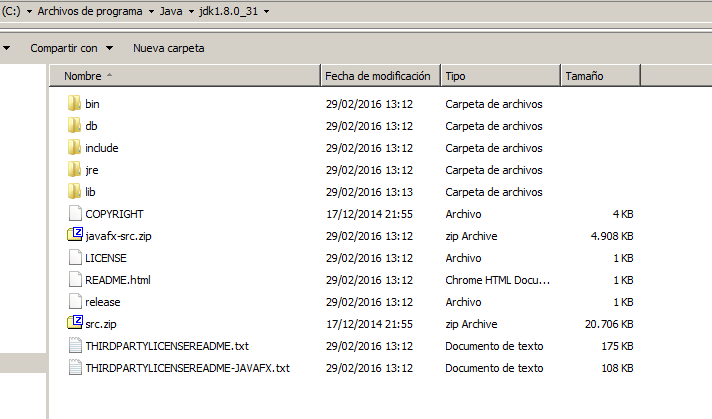 (C:) Archivos de programa Java jdk1.8.0_31
Compartir con Nueva carpeta
Nombre Fecha de modificación Tipo Tamaño
bin 29/02/2016 13:12 Carpeta de archivos
db 29/02/2016 13:12 Carpeta de archivos
include 29/02/2016 13:12 Carpeta de archivos
jre 29/02/2016 13:12 Carpeta de archivos
lib 29/02/2016 13:13 Carpeta de archivos
COPYRIGHT 17/12/2014 21:55 Archivo 4 KB
javafx-src.zip 29/02/2016 13:12 zip Archive 4.908 KB
LICENSE 29/02/2016 13:12 Archivo 1 KB
README.html 29/02/2016 13:12 Chrome HTML Docu... 1 KB
release 29/02/2016 13:12 Archivo 1 KB
src.zip 17/12/2014 21:55 zip Archive 20.706 KB
THIRDPARTYLICENSEREADME.txt 29/02/2016 13:12 Documento de texto 175 KB
THIRDPARTYLICENSEREADME-JAVAFX.txt 29/02/2016 13:12 Documento de texto 108 KB